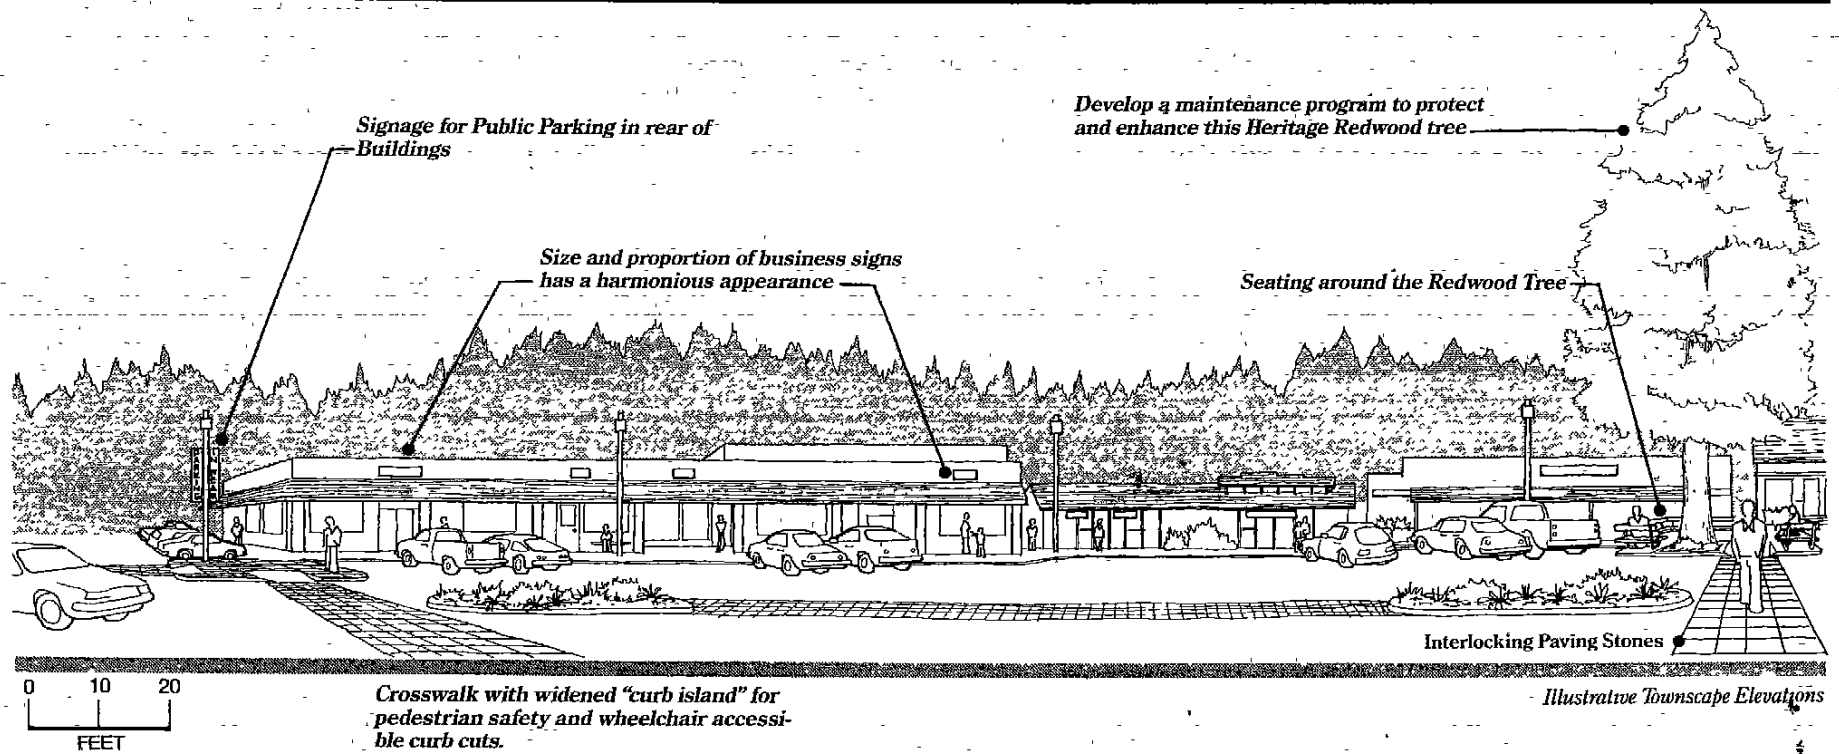 Develop a maintenance program to protect
and enhance this Heritage Redwood tree
Signage for Public Parking in rear of
Buildings
Size and proportion of business signs
has a harmonious appearance
Seating around the Redwood Tree
PARKING
IN REAR
Interlocking Paving Stones
0 10 20
FEET
Crosswalk with widened "curb island" for
pedestrian safety and wheelchair accessi-
ble curb cuts.
Illustrative Townscape Elevations